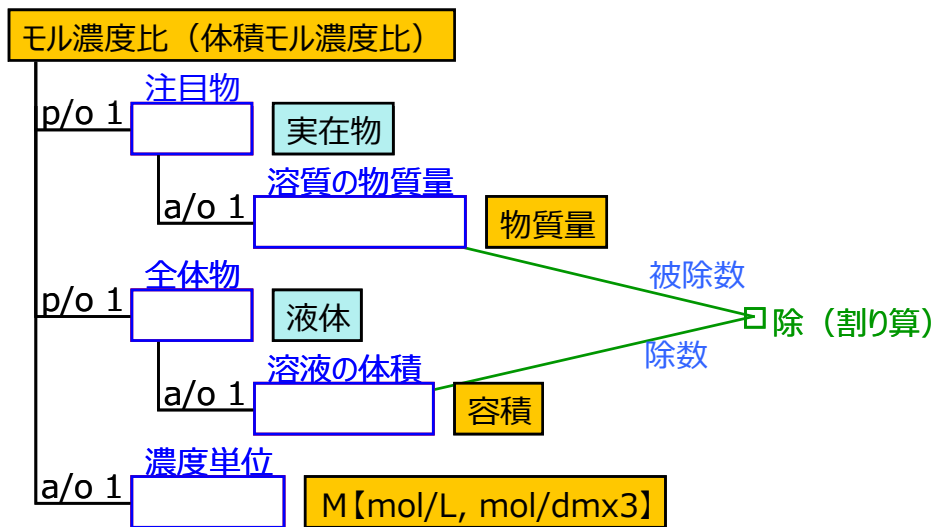 モル濃度比（体積モル濃度比）
注目物
p/o 1
実在物
溶質の物質量
a/o 1
物質量
被除数
全体物
p/o 1
液体
除（割り算）
除数
溶液の体積
a/o 1
容積
濃度単位
a/o 1
M【mol/L, mol/dmx3】